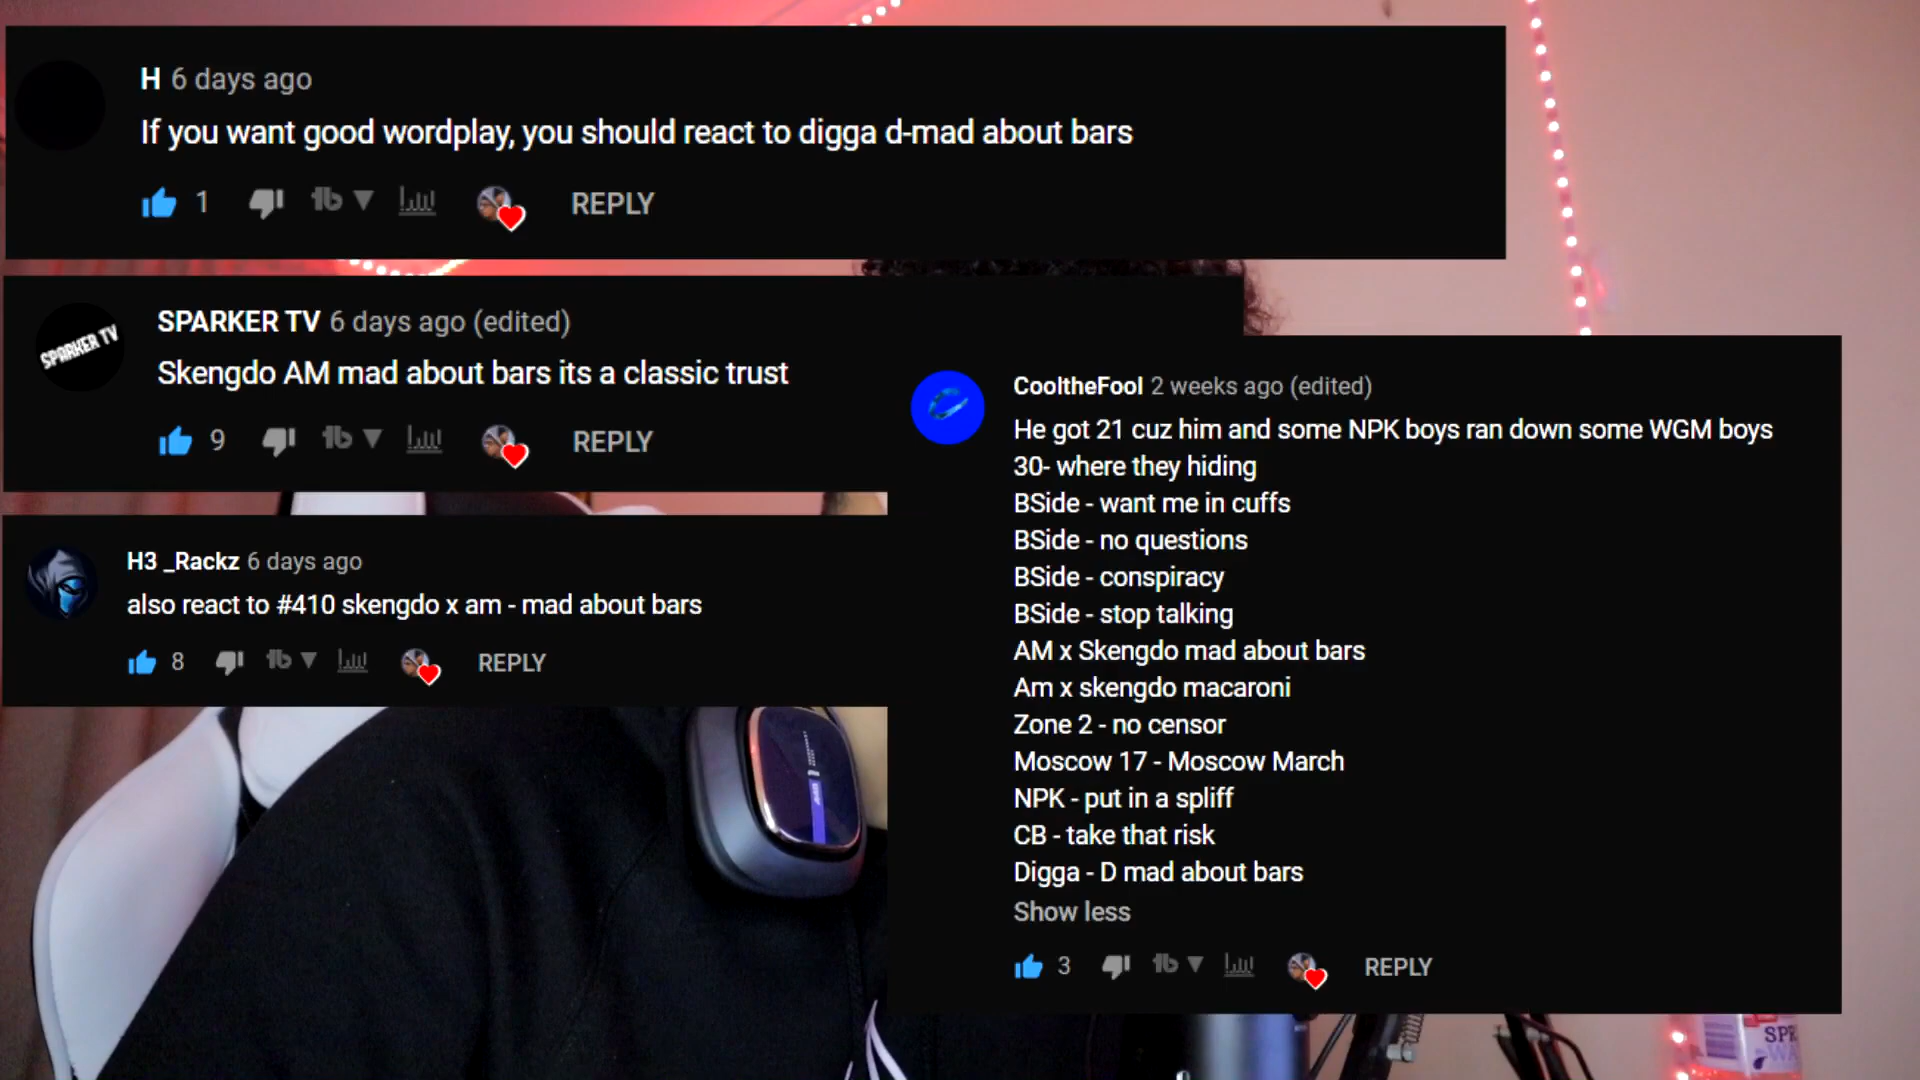 H 6 days ago
If you want good wordplay, you should react to digga d-mad about bars
1 REPLY
SPARKER TV
SPARKER TV 6 days ago (edited)
Skengdo AM mad about bars its a classic trust
9 REPLY
H3 _Rackz 6 days ago
also react to #410 skengdo x am - mad about bars
8 REPLY
CooltheFool 2 weeks ago (edited)
He got 21 cuz him and some NPK boys ran down some WGM boys
30- where they hiding
BSide - want me in cuffs
BSide - no questions
BSide - conspiracy
BSide - stop talking
AM x Skengdo mad about bars
Am x skengdo macaroni
Zone 2 - no censor
Moscow 17 - Moscow March
NPK - put in a spliff
CB - take that risk
Digga - D mad about bars
Show less
3 REPLY